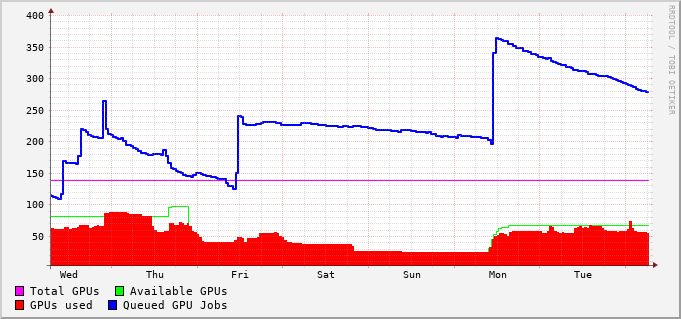 400
350
300
250
200
150
100
50
Wed Thu Fri Sat Sun Mon Tue
Total GPUs Available GPUs
GPUs used Queued GPU Jobs
RRDTOOL / TOBI OETIKER